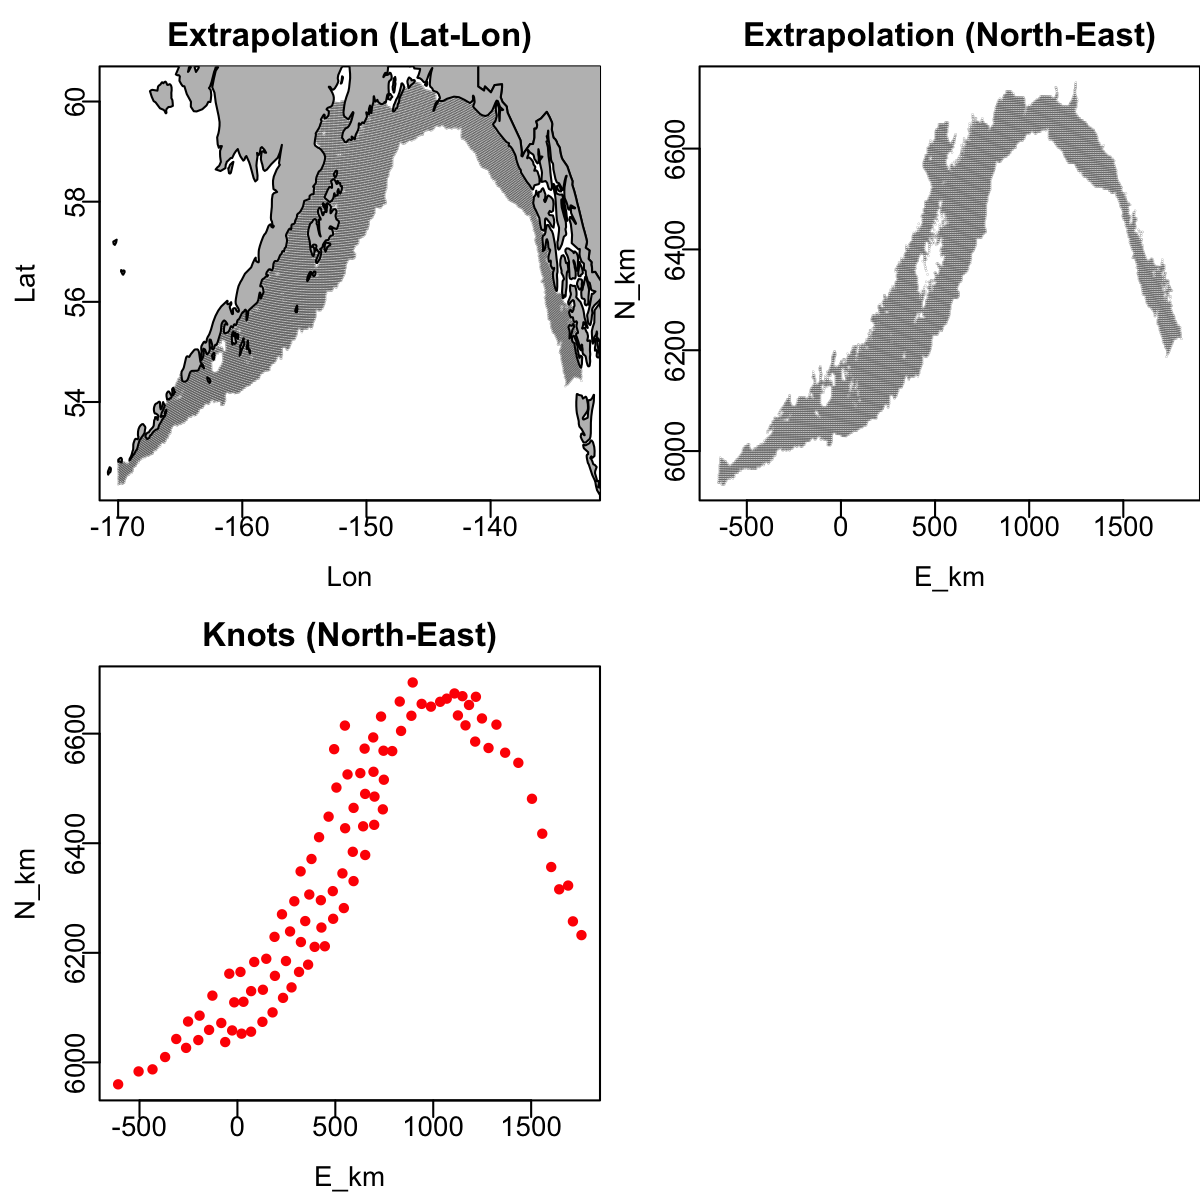 Extrapolation (Lat-Lon)
Lat
60
58
56
54
-170 -160 -150 -140
Lon
Extrapolation (North-East)
N_km
6600
6400
6200
6000
-500 0 500 1000 1500
E_km
Knots (North-East)
N_km
6600
6400
6200
6000
-500 0 500 1000 1500
E_km